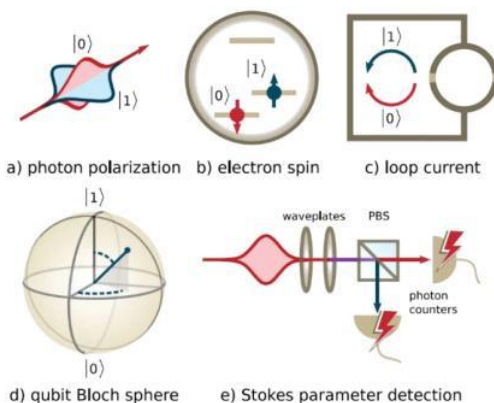 |0⟩
|1⟩
a) photon polarization
|1⟩
|0⟩
b) electron spin
|1⟩
|0⟩
c) loop current
|1⟩
|0⟩
d) qubit Bloch sphere
waveplates
PBS
photon
counters
e) Stokes parameter detection